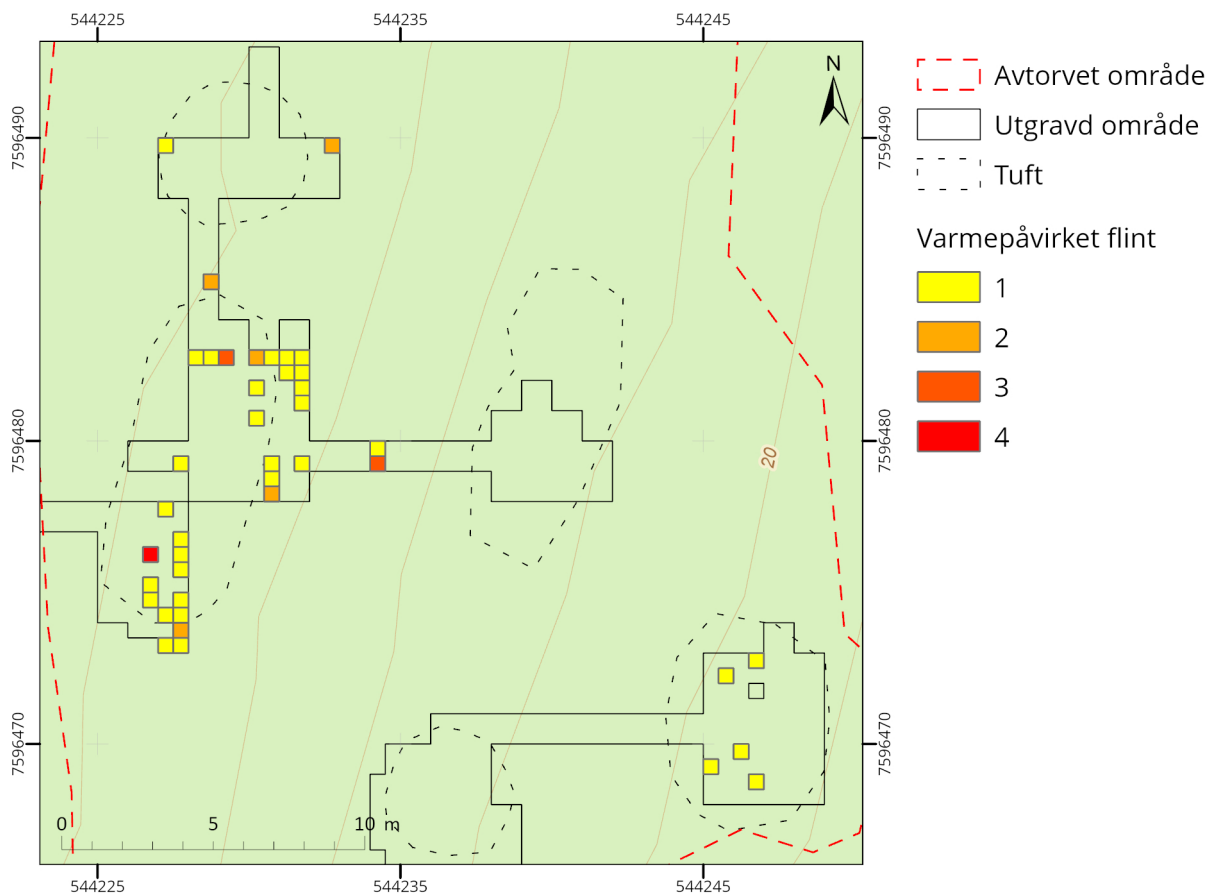 544225 544235 544245
N
7596490 7596490
7596480 7596480
20
7596470 7596470
0 5 10 m
544225 544235 544245
Avtorvet område
Utgravd område
Tuft
Varmepåvirket flint
1
2
3
4